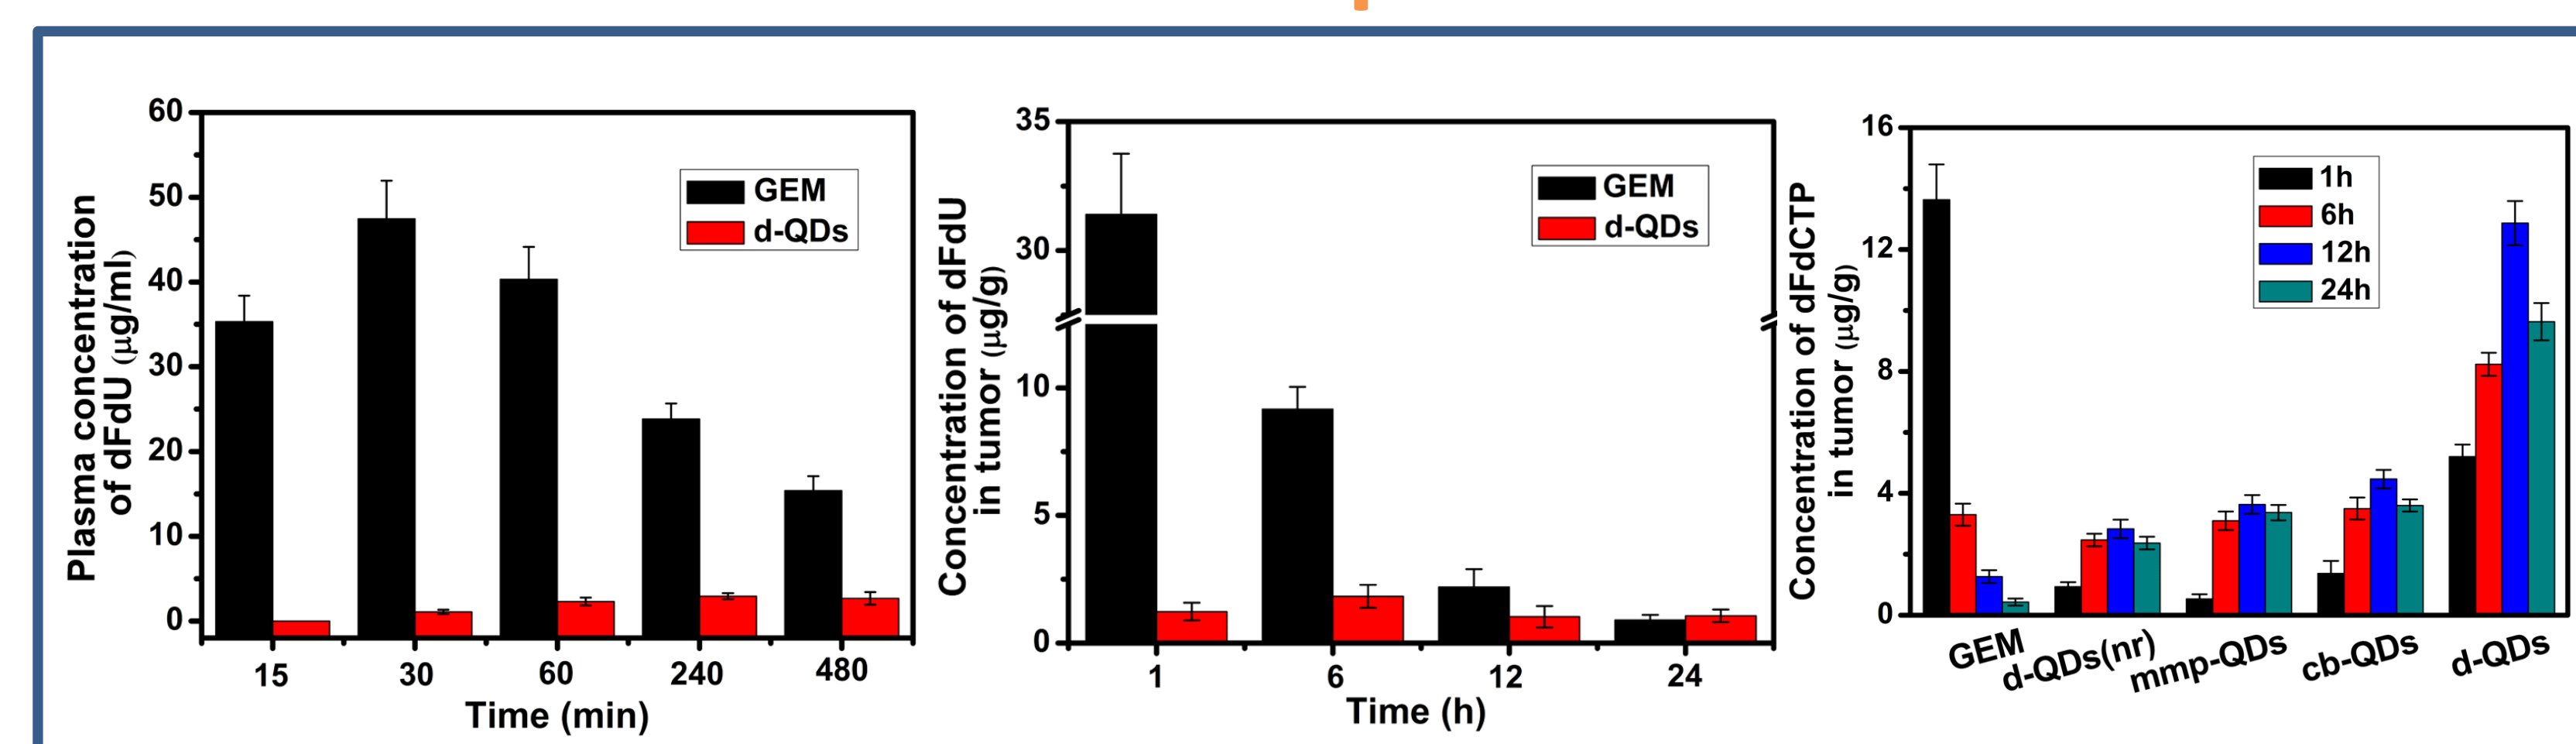 Plasma concentration
of dFdU (μg/ml)
60
50
40
30
20
10
0
GEM
d-QDs
15 30 60 240 480
Time (min)
Concentration of dFdU
in tumor (μg/g)
35
30
10
5
0
GEM
d-QDs
1 6 12 24
Time (h)
Concentration of dFdCTP
in tumor (μg/g)
16
12
8
4
0
1h
6h
12h
24h
GEM
d-QDs(nr)
mmp-QDs
cb-QDs
d-QDs